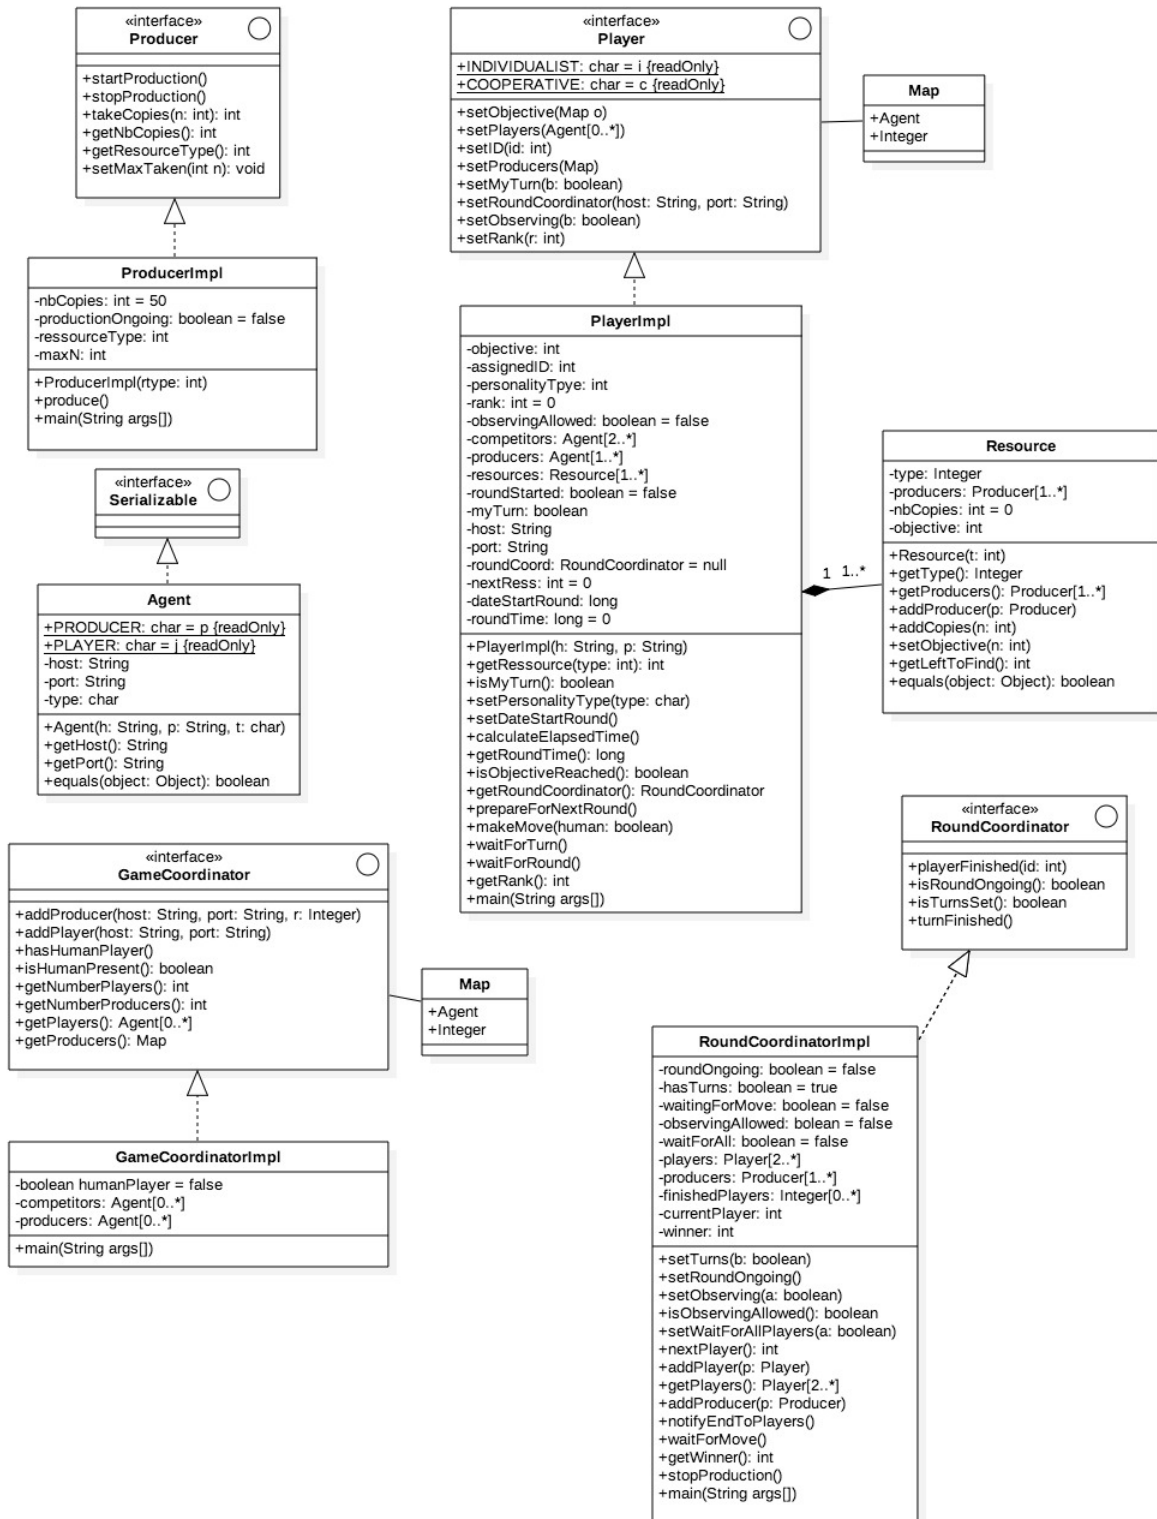 «interface»
Producer
+startProduction()
+stopProduction()
+takeCopies(n: int): int
+getNbCopies(): int
+getResourceType(): int
+setMaxTaken(int n): void
ProducerImpl
-nbCopies: int = 50
-productionOngoing: boolean = false
-ressourceType: int
-maxN: int
+ProducerImpl(rtype: int)
+produce()
+main(String args[])
«interface»
Serializable
Agent
+PRODUCER: char = p {readOnly}
+PLAYER: char = j {readOnly}
-host: String
-port: String
-type: char
+Agent(h: String, p: String, t: char)
+getHost(): String
+getPort(): String
+equals(object: Object): boolean
«interface»
GameCoordinator
+addProducer(host: String, port: String, r: Integer)
+addPlayer(host: String, port: String)
+hasHumanPlayer()
+isHumanPresent(): boolean
+getNumberPlayers(): int
+getNumberProducers(): int
+getPlayers(): Agent[0..*]
+getProducers(): Map
Map
+Agent
+Integer
GameCoordinatorImpl
-boolean humanPlayer = false
-competitors: Agent[0..*]
-producers: Agent[0..*]
+main(String args[])
«interface»
Player
+INDIVIDUALIST: char = i {readOnly}
+COOPERATIVE: char = c {readOnly}
+setObjective(Map o)
+setPlayers(Agent[0..*])
+setID(id: int)
+setProducers(Map)
+setMyTurn(b: boolean)
+setRoundCoordinator(host: String, port: String)
+setObserving(b: boolean)
+setRank(r: int)
Map
+Agent
+Integer
PlayerImpl
-objective: int
-assignedID: int
-personalityTpye: int
-rank: int = 0
-observingAllowed: boolean = false
-competitors: Agent[2..*]
-producers: Agent[1..*]
-resources: Resource[1..*]
-roundStarted: boolean = false
-myTurn: boolean
-host: String
-port: String
-roundCoord: RoundCoordinator = null
-nextRess: int = 0
-dateStartRound: long
-roundTime: long = 0
+PlayerImpl(h: String, p: String)
+getRessource(type: int): int
+isMyTurn(): boolean
+setPersonalityType(type: char)
+setDateStartRound()
+calculateElapsedTime()
+getRoundTime(): long
+isObjectiveReached(): boolean
+getRoundCoordinator(): RoundCoordinator
+prepareForNextRound()
+makeMove(human: boolean)
+waitForTurn()
+waitForRound()
+getRank(): int
+main(String args[])
1 1..*
Resource
-type: Integer
-producers: Producer[1..*]
-nbCopies: int = 0
-objective: int
+Resource(t: int)
+getType(): Integer
+getProducers(): Producer[1..*]
+addProducer(p: Producer)
+addCopies(n: int)
+setObjective(n: int)
+getLeftToFind(): int
+equals(object: Object): boolean
«interface»
RoundCoordinator
+playerFinished(id: int)
+isRoundOngoing(): boolean
+isTurnsSet(): boolean
+turnFinished()
RoundCoordinatorImpl
-roundOngoing: boolean = false
-hasTurns: boolean = true
-waitingForMove: boolean = false
-observingAllowed: bolean = false
-waitForAll: boolean = false
-players: Player[2..*]
-producers: Producer[1..*]
-finishedPlayers: Integer[0..*]
-currentPlayer: int
-winner: int
+setTurns(b: boolean)
+setRoundOngoing()
+setObserving(a: boolean)
+isObservingAllowed(): boolean
+setWaitForAllPlayers(a: boolean)
+nextPlayer(): int
+addPlayer(p: Player)
+getPlayers(): Player[2..*]
+addProducer(p: Producer)
+notifyEndToPlayers()
+waitForMove()
+getWinner(): int
+stopProduction()
+main(String args[])